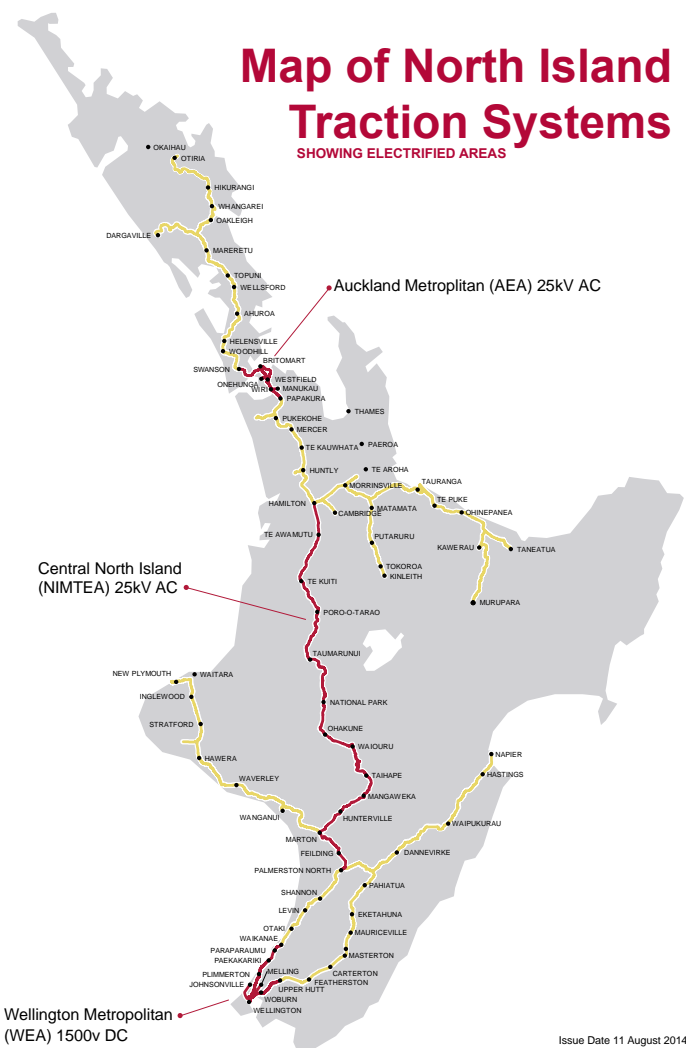 Map of North Island
Traction Systems
SHOWING ELECTRIFIED AREAS
OKAIHAU
OTIRIA
HIKURANGI
WHANGAREI
OAKLEIGH
DARGAVILLE
MARERETU
TOPUNI
WELLSFORD
Auckland Metroplitan (AEA) 25kV AC
AHUROA
HELENSVILLE
WOODHILL
BRITOMART
SWANSON
WESTFIELD
ONEHUNGA
WIRI
MANUKAU
PAPAKURA
THAMES
PUKEKOHE
MERCER
PAEROA
TE KAUWHATA
TE AROHA
HUNTLY
TAURANGA
MORRINSVILLE
TE PUKE
HAMILTON
MATAMATA
CAMBRIDGE
OHINEPANEA
TE AWAMUTU
PUTARURU
KAWERAU
TANEATUA
Central North Island
(NIMTEA) 25kV AC
TOKOROA
KINLEITH
TE KUITI
MURUPARA
PORO-O-TARAO
TAUMARUNUI
NEW PLYMOUTH
WAITARA
INGLEWOOD
NATIONAL PARK
STRATFORD
OHAKUNE
WAIOURU
NAPIER
HAWERA
TAIHAPE
HASTINGS
WAVERLEY
MANGAWEKA
WANGANUI
HUNTERVILLE
WAIPUKURAU
MARTON
FEILDING
DANNEVIRKE
PALMERSTON NORTH
PAHIATUA
SHANNON
LEVIN
EKETAHUNA
OTAKI
MAURICEVILLE
WAIKANAE
PARAPARAUMU
MASTERTON
PAEKAKARIKI
CARTERTON
PLIMMERTON
MELLING
FEATHERSTON
JOHNSONVILLE
UPPER HUTT
WOBURN
WELLINGTON
Wellington Metropolitan
(WEA) 1500v DC
Issue Date 11 August 2014